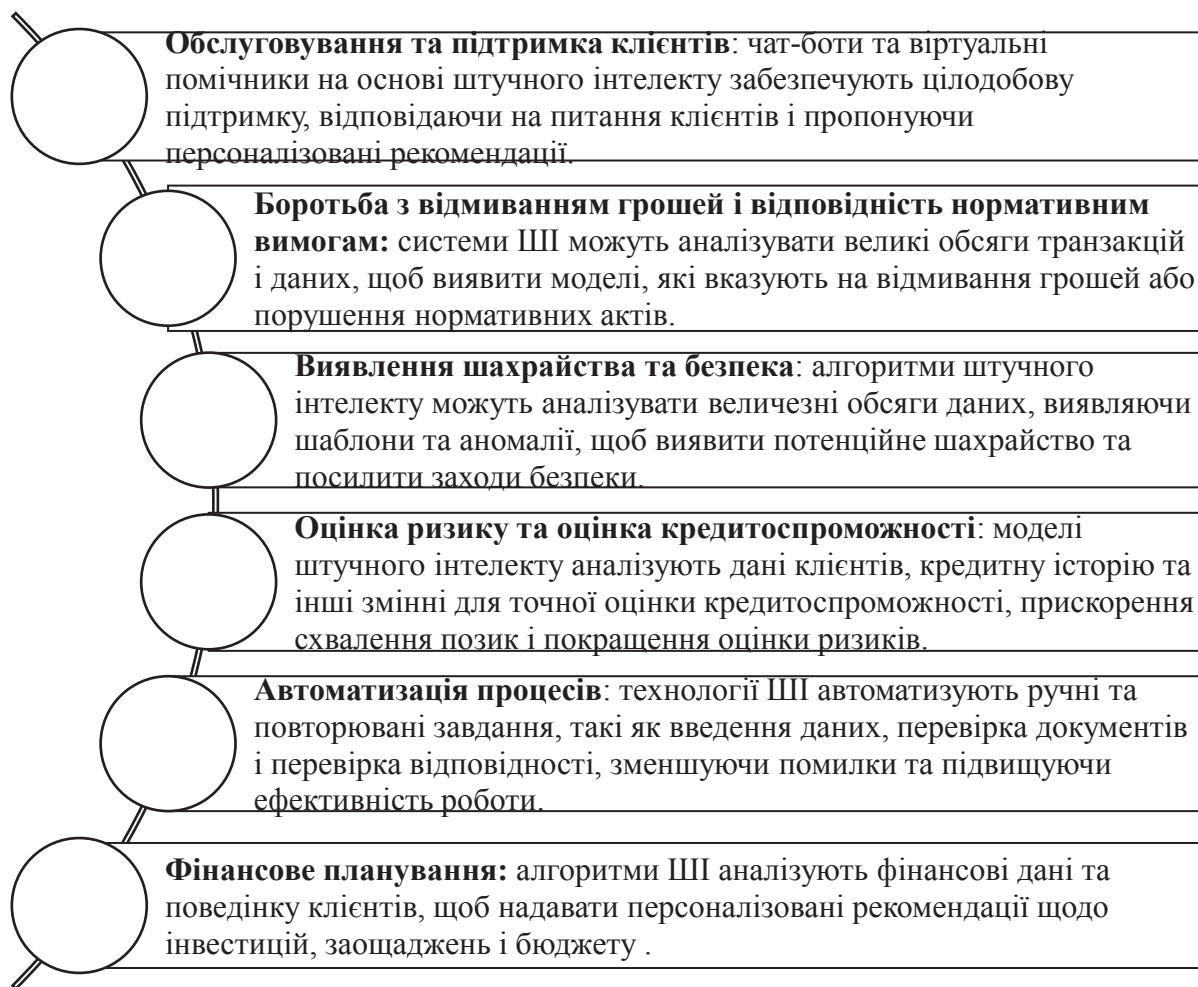 Обслуговування та підтримка клієнтів: чат-боти та віртуальні
помічники на основі штучного інтелекту забезпечують цілодобову
підтримку, відповідаючи на питання клієнтів і пропонуючи
персоналізовані рекомендації.
Боротьба з відмиванням грошей і відповідність нормативним
вимогам: системи ШІ можуть аналізувати великі обсяги транзакцій
і даних, щоб виявити моделі, які вказують на відмивання грошей або
порушення нормативних актів.
Виявлення шахрайства та безпека: алгоритми штучного
інтелекту можуть аналізувати величезні обсяги даних, виявляючи
шаблони та аномалії, щоб виявити потенційне шахрайство та
посилити заходи безпеки.
Оцінка ризику та оцінка кредитоспроможності: моделі
штучного інтелекту аналізують дані клієнтів, кредитну історію та
інші змінні для точної оцінки кредитоспроможності, прискорення
схвалення позик і покращення оцінки ризиків.
Автоматизація процесів: технології ШІ автоматизують ручні та
повторювані завдання, такі як введення даних, перевірка документів
і перевірка відповідності, зменшуючи помилки та підвищуючи
ефективність роботи.
Фінансове планування: алгоритми ШІ аналізують фінансові дані та
поведінку клієнтів, щоб надавати персоналізовані рекомендації щодо
інвестицій, заощаджень і бюджету .